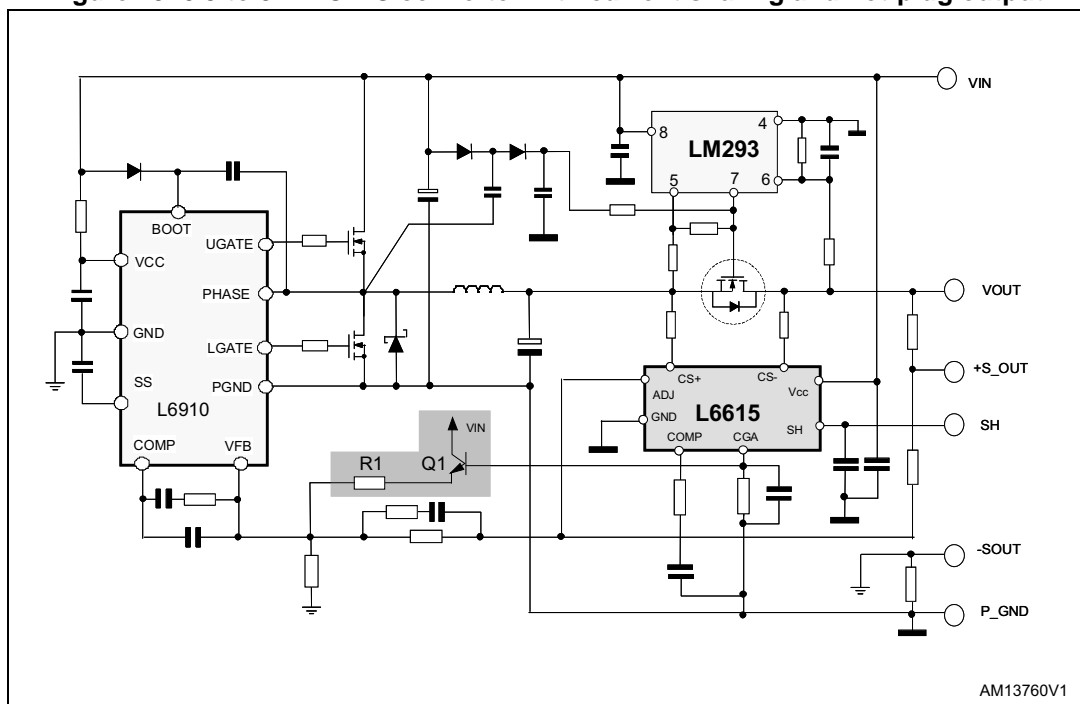 VIN
8
4
LM293
5
7
6
BOOT
UGATE
VCC
PHASE
VOUT
GND
LGATE
+S_OUT
CS+
CS-
ADJ
Vcc
SS
PGND
L6910
GND
L6615
SH
VIN
COMP
CGA
SH
COMP
VFB
R1
Q1
-SOUT
P_GND
AM13760V1